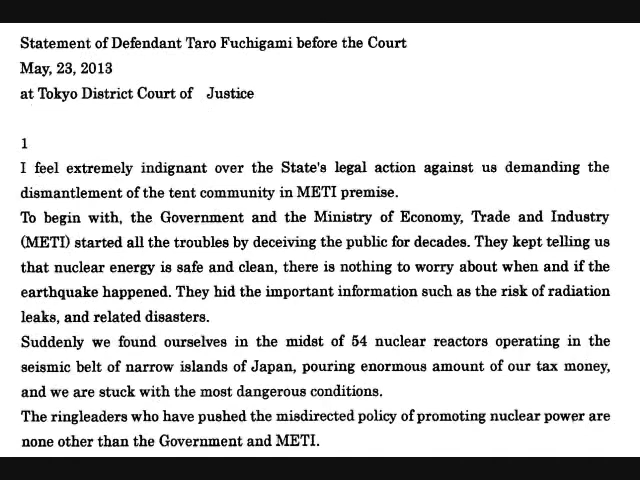 Statement of Defendant Taro Fuchigami before the Court
May, 23, 2013
at Tokyo District Court of Justice
1
I feel extremely indignant over the State's legal action against us demanding the
dismantlement of the tent community in METI premise.
To begin with, the Government and the Ministry of Economy, Trade and Industry
(METI) started all the troubles by deceiving the public for decades. They kept telling us
that nuclear energy is safe and clean, there is nothing to worry about when and if the
earthquake happened. They hid the important information such as the risk of radiation
leaks, and related disasters.
Suddenly we found ourselves in the midst of 54 nuclear reactors operating in the
seismic belt of narrow islands of Japan, pouring enormous amount of our tax money,
and we are stuck with the most dangerous conditions.
The ringleaders who have pushed the misdirected policy of promoting nuclear power are
none other than the Government and METI.